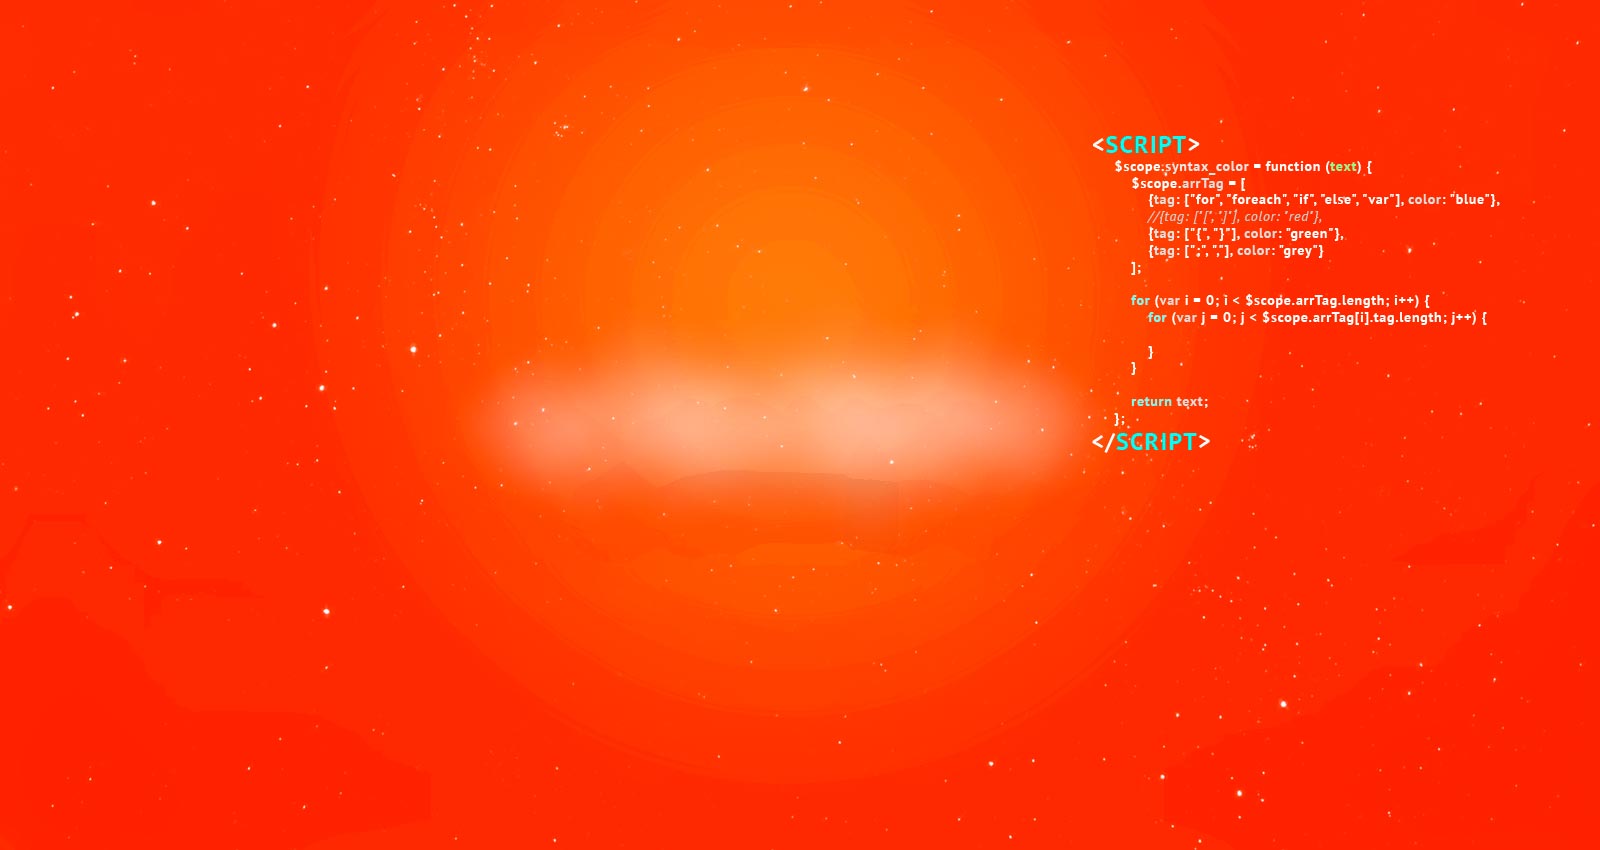 <SCRIPT>
$scope.syntax_color = function (text) {
$scope.arrTag = [
{tag: ["for", "foreach", "if", "else", "var"], color: "blue"},
//{tag: ["[", "]"], color: "red"},
{tag: ["{", "}"], color: "green"},
{tag: [";", ","], color: "grey"}
];
for (var i = 0; i < $scope.arrTag.length; i++) {
for (var j = 0; j < $scope.arrTag[i].tag.length; j++) {
}
}
return text;
};
</SCRIPT>